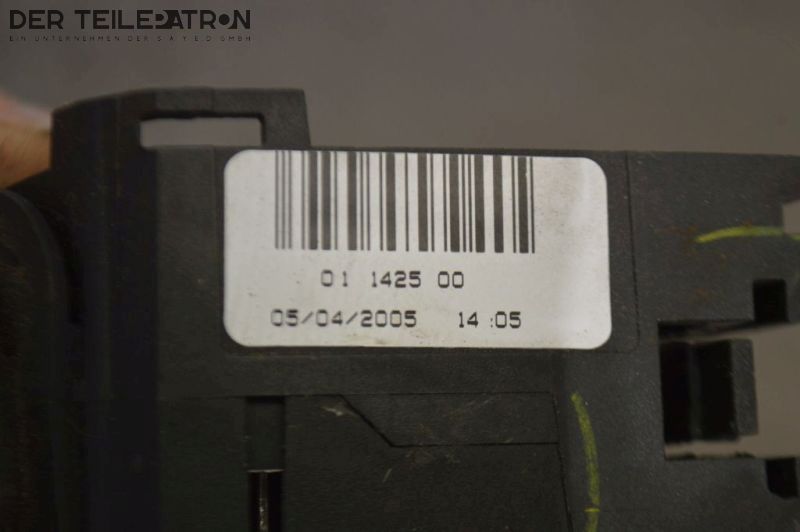 DER TEILEPATRON
EIN UNTERNEHMEN DER S A Y E D GMBH
01 1425 00
05/04/2005 14:05